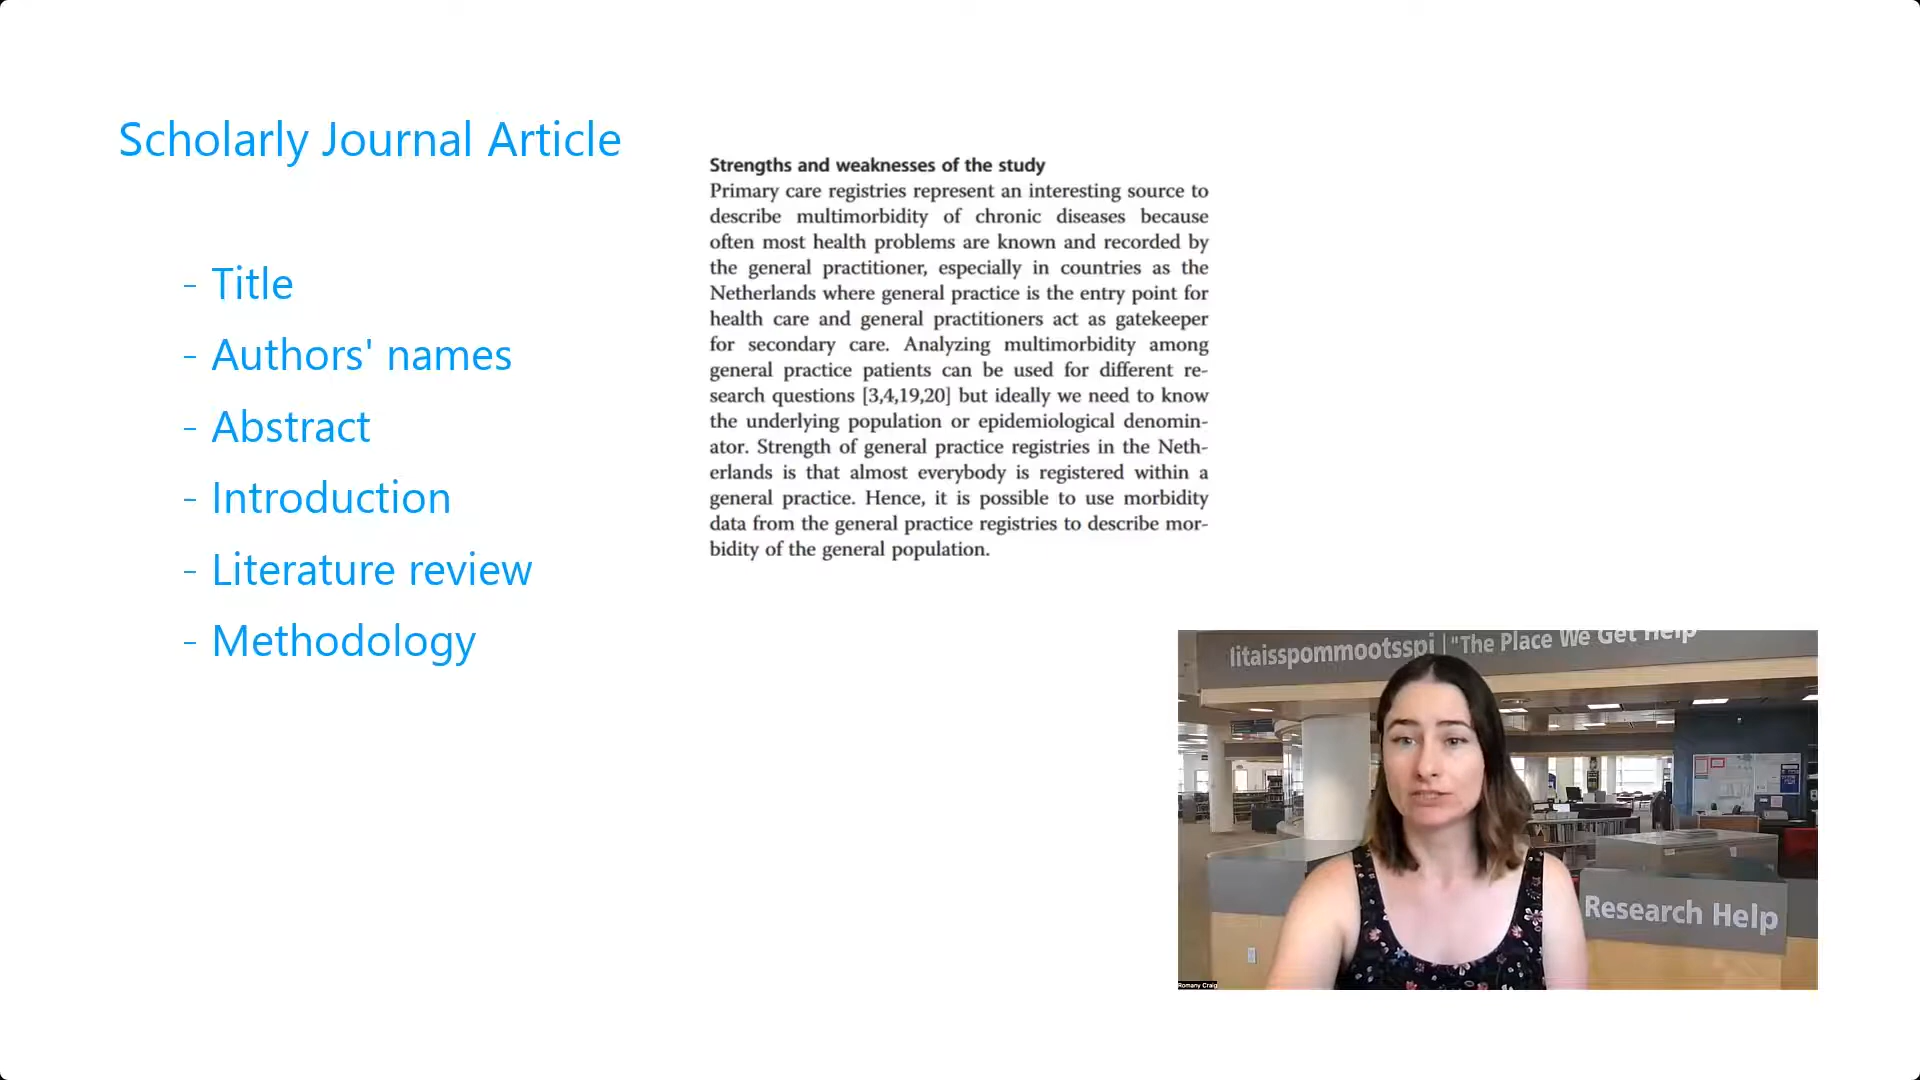 Scholarly Journal Article
- Title
- Authors' names
- Abstract
- Introduction
- Literature review
- Methodology
Strengths and weaknesses of the study
Primary care registries represent an interesting source to
describe multimorbidity of chronic diseases because
often most health problems are known and recorded by
the general practitioner, especially in countries as the
Netherlands where general practice is the entry point for
health care and general practitioners act as gatekeeper
for secondary care. Analyzing multimorbidity among
general practice patients can be used for different re-
search questions [3,4,19,20] but ideally we need to know
the underlying population or epidemiological denomin-
ator. Strength of general practice registries in the Neth-
erlands is that almost everybody is registered within a
general practice. Hence, it is possible to use morbidity
data from the general practice registries to describe mor-
bidity of the general population.
litaisspommootsspi | "The Place We Get Help
Research Help
Romany Craig